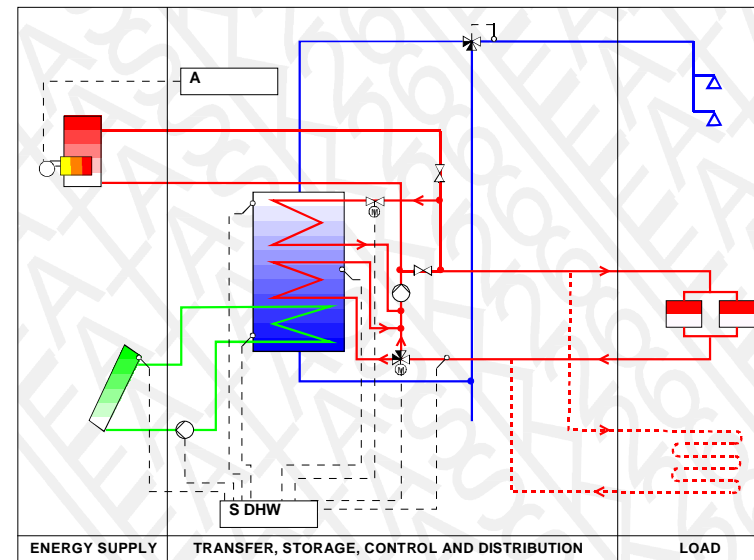 A
M
M
S DHW
ENERGY SUPPLY
TRANSFER, STORAGE, CONTROL AND DISTRIBUTION
LOAD